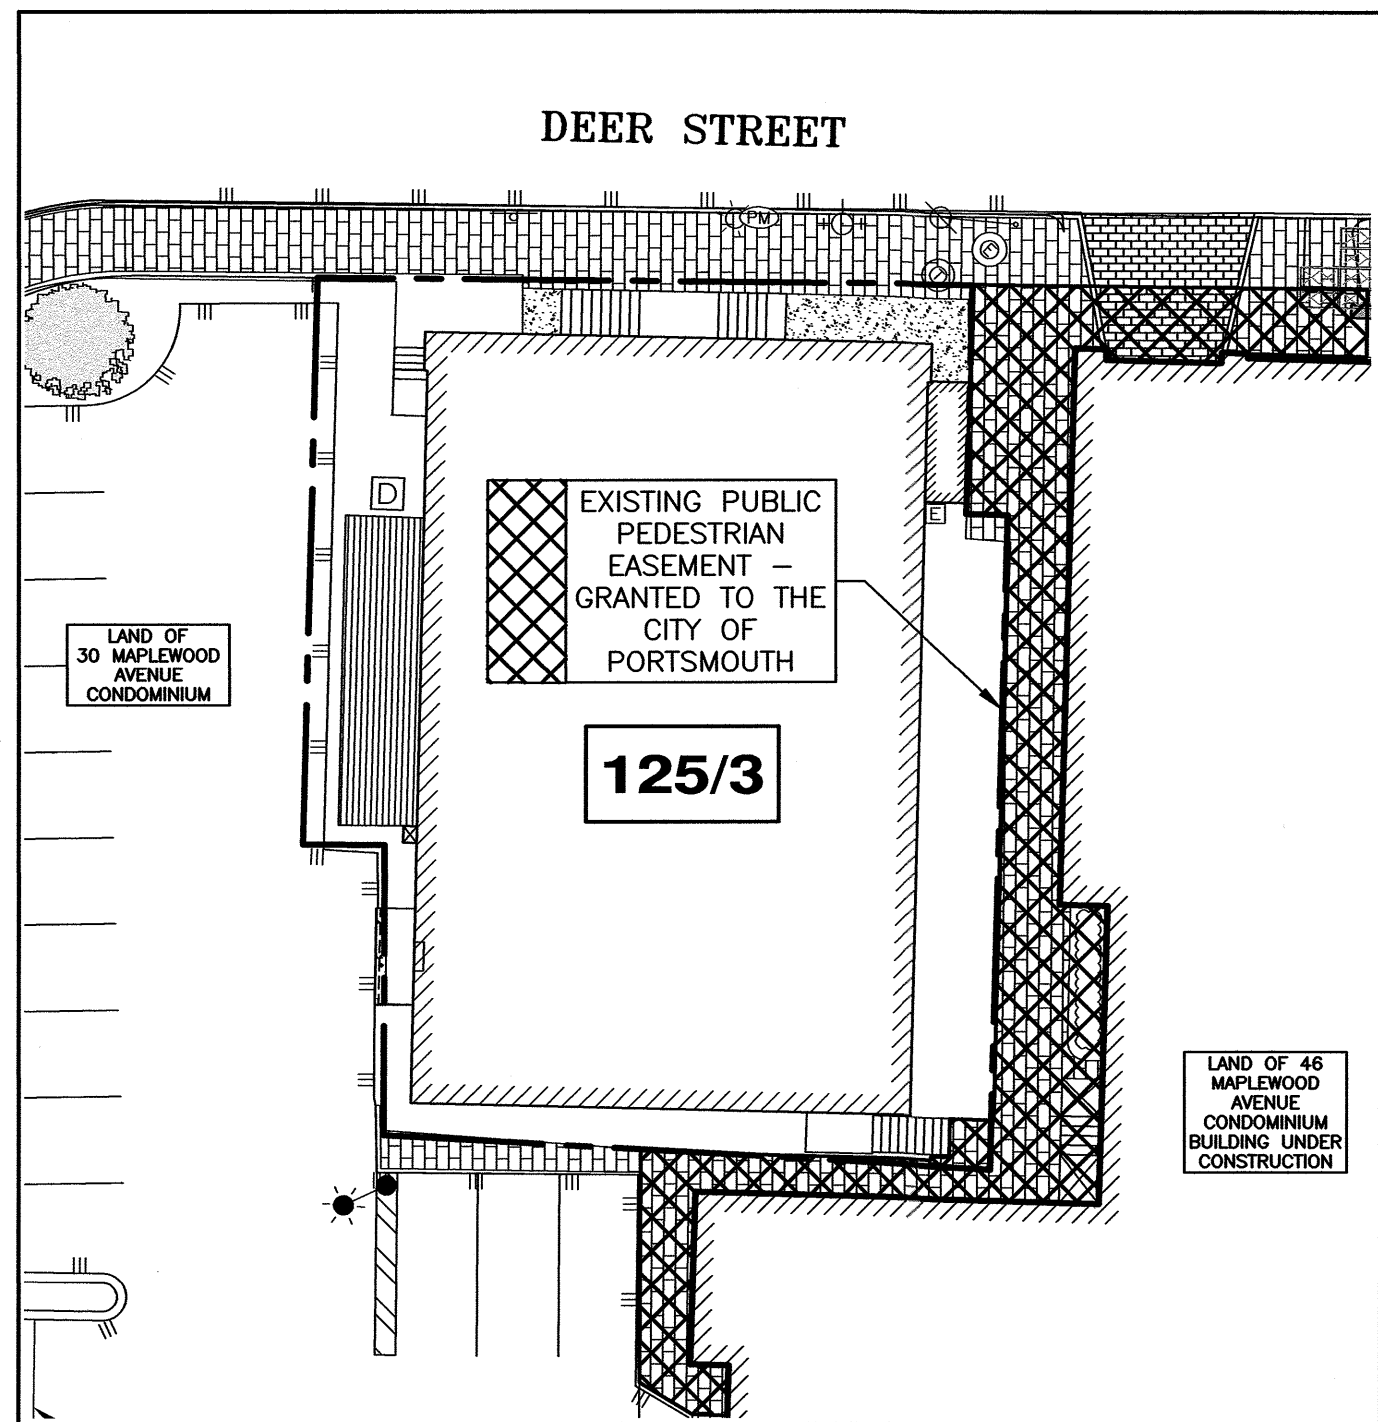 DEER STREET
PM
D
E
EXISTING PUBLIC
PEDESTRIAN
EASEMENT –
GRANTED TO THE
CITY OF
PORTSMOUTH
LAND OF
30 MAPLEWOOD
AVENUE
CONDOMINIUM
125/3
LAND OF 46
MAPLEWOOD
AVENUE
CONDOMINIUM
BUILDING UNDER
CONSTRUCTION